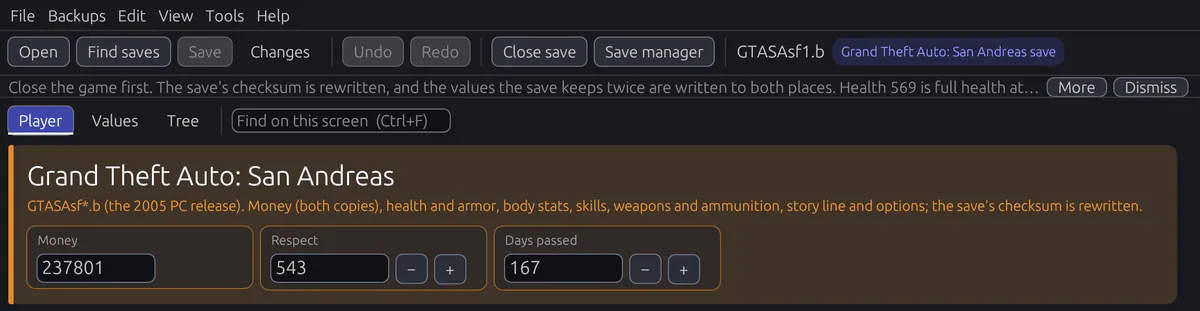 File Backups Edit View Tools Help
Open Find saves Save Changes Undo Redo Close save Save manager GTASAsf1.b Grand Theft Auto: San Andreas save
Close the game first. The save's checksum is rewritten, and the values the save keeps twice are written to both places. Health 569 is full health at... More Dismiss
Player Values Tree Find on this screen (Ctrl+F)
Grand Theft Auto: San Andreas
GTASAsf*.b (the 2005 PC release). Money (both copies), health and armor, body stats, skills, weapons and ammunition, story line and options; the save's checksum is rewritten.
Money Respect Days passed
237801 543 − + 167 − +